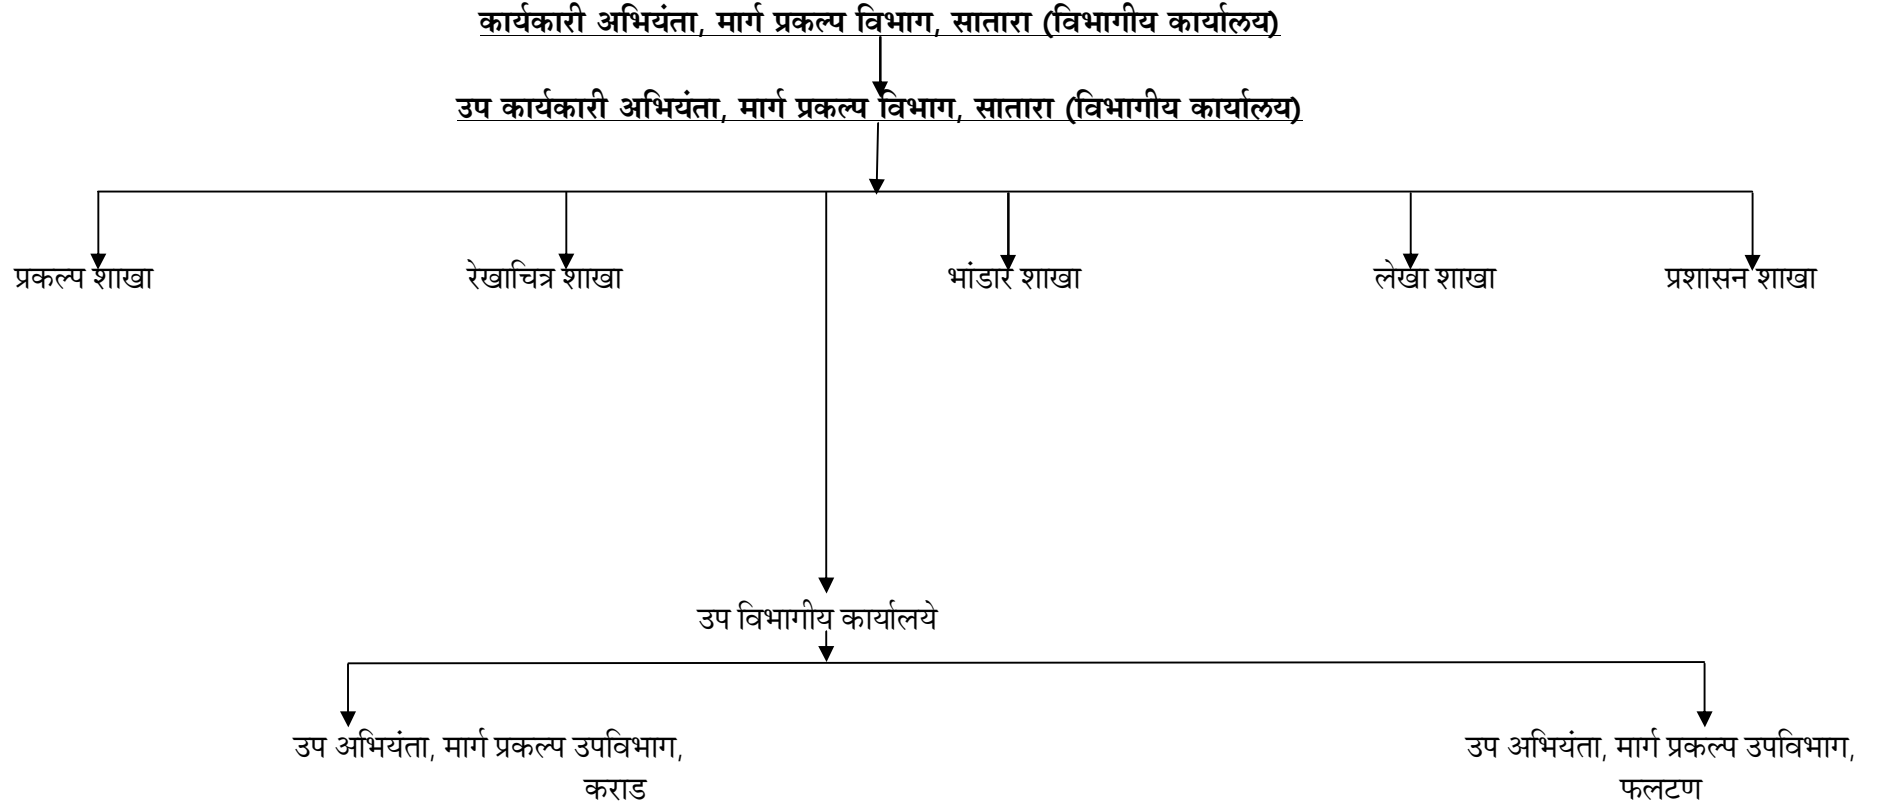 कार्यकारी अभियंता, मार्ग प्रकल्प विभाग, सातारा (विभागीय कार्यालय)
उप कार्यकारी अभियंता, मार्ग प्रकल्प विभाग, सातारा (विभागीय कार्यालय)
प्रकल्प शाखा रेखाचित्र शाखा भांडार शाखा लेखा शाखा प्रशासन शाखा
उप विभागीय कार्यालये
उप अभियंता, मार्ग प्रकल्प उपविभाग,
कराड
उप अभियंता, मार्ग प्रकल्प उपविभाग,
फलटण